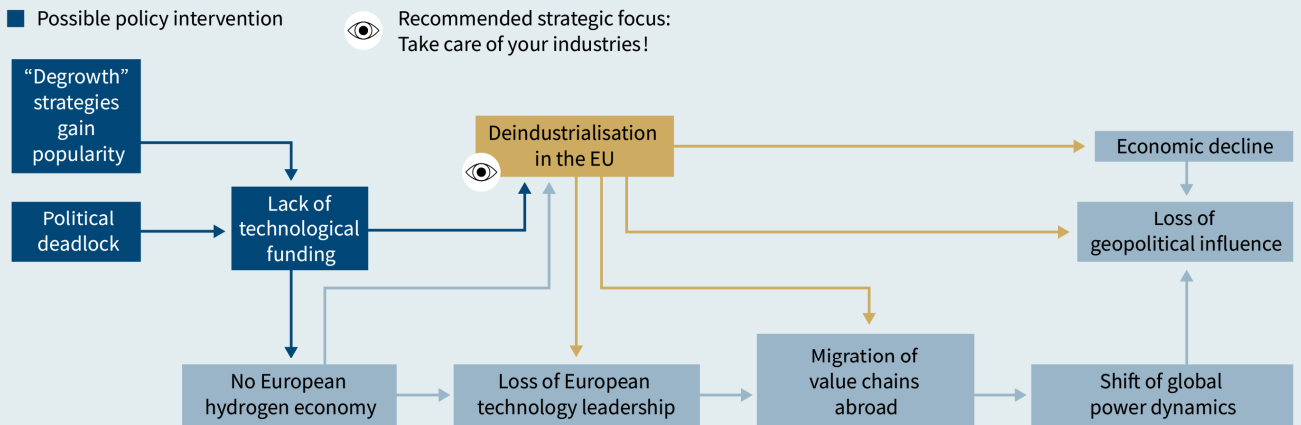 Possible policy intervention
Recommended strategic focus:
Take care of your industries!
“Degrowth”
strategies
gain
popularity
Political
deadlock
Lack of
technological
funding
Deindustrialisation
in the EU
Economic decline
Loss of
geopolitical influence
No European
hydrogen economy
Loss of European
technology leadership
Migration of
value chains
abroad
Shift of global
power dynamics